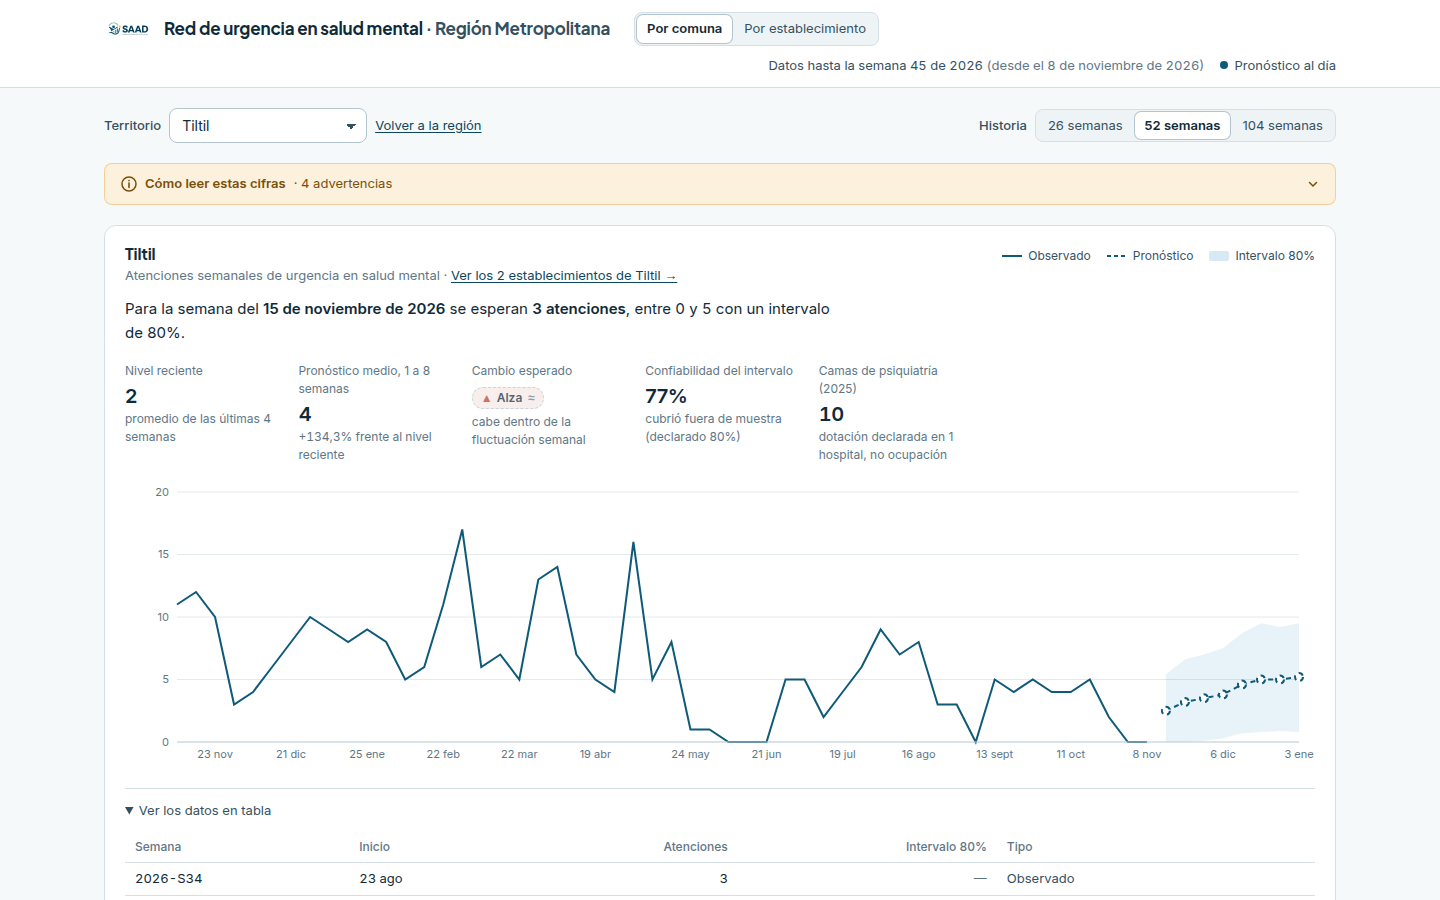 SAAD
Red de urgencia en salud mental · Región Metropolitana
Por comuna
Por establecimiento
Datos hasta la semana 45 de 2026 (desde el 8 de noviembre de 2026)
Pronóstico al día
Territorio
Tiltil
Volver a la región
Historia
26 semanas
52 semanas
104 semanas
Cómo leer estas cifras · 4 advertencias
Tiltil
Observado
Pronóstico
Intervalo 80%
Atenciones semanales de urgencia en salud mental · Ver los 2 establecimientos de Tiltil →
Para la semana del 15 de noviembre de 2026 se esperan 3 atenciones, entre 0 y 5 con un intervalo
de 80%.
Nivel reciente
2
promedio de las últimas 4
semanas
Pronóstico medio, 1 a 8
semanas
4
+134,3% frente al nivel
reciente
Cambio esperado
▲ Alza ≈
cabe dentro de la
fluctuación semanal
Confiabilidad del intervalo
77%
cubrió fuera de muestra
(declarado 80%)
Camas de psiquiatría
(2025)
10
dotación declarada en 1
hospital, no ocupación
20
15
10
5
0
23 nov
21 dic
25 ene
22 feb
22 mar
19 abr
24 may
21 jun
19 jul
16 ago
13 sept
11 oct
8 nov
6 dic
3 ene
▼ Ver los datos en tabla
Semana Inicio Atenciones Intervalo 80% Tipo
2026-S34 23 ago 3 — Observado